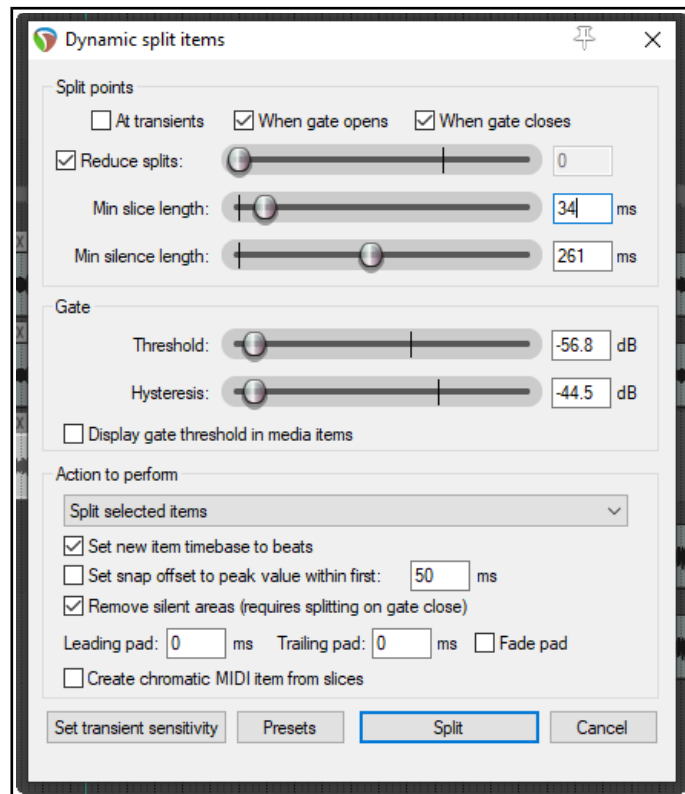 Dynamic split items
Split points
At transients When gate opens When gate closes
Reduce splits: 0
Min slice length: 34 ms
Min silence length: 261 ms
Gate
Threshold: -56.8 dB
Hysteresis: -44.5 dB
Display gate threshold in media items
Action to perform
Split selected items
Set new item timebase to beats
Set snap offset to peak value within first: 50 ms
Remove silent areas (requires splitting on gate close)
Leading pad: 0 ms Trailing pad: 0 ms Fade pad
Create chromatic MIDI item from slices
Set transient sensitivity Presets Split Cancel